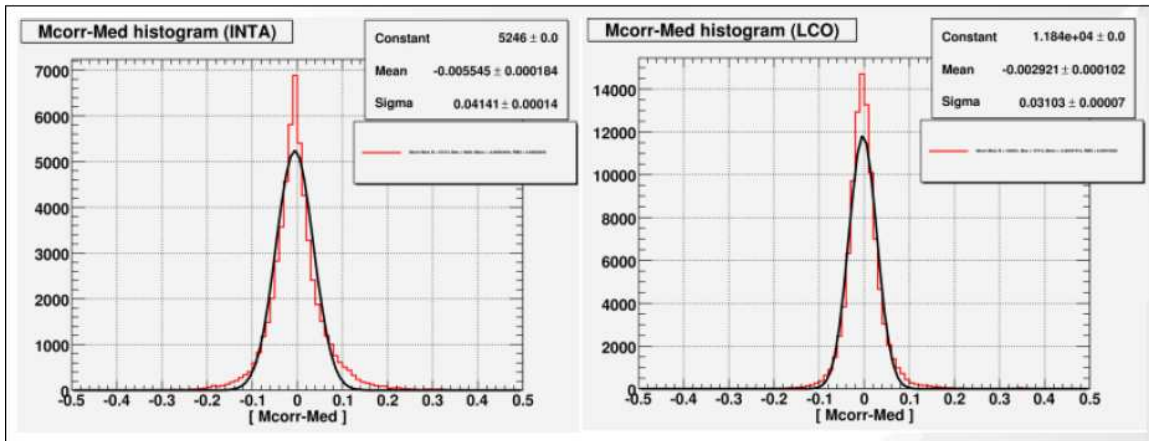 Mcorr-Med histogram (INTA)
Constant 5246 ± 0.0
Mean -0.005545 ± 0.000184
Sigma 0.04141 ± 0.00014
7000
6000
5000
4000
3000
2000
1000
0
-0.5 -0.4 -0.3 -0.2 -0.1 0 0.1 0.2 0.3 0.4 0.5
[ Mcorr-Med ]
Mcorr-Med histogram (LCO)
Constant 1.184e+04 ± 0.0
Mean -0.002921 ± 0.000102
Sigma 0.03103 ± 0.00007
14000
12000
10000
8000
6000
4000
2000
0
-0.5 -0.4 -0.3 -0.2 -0.1 0 0.1 0.2 0.3 0.4 0.5
[ Mcorr-Med ]